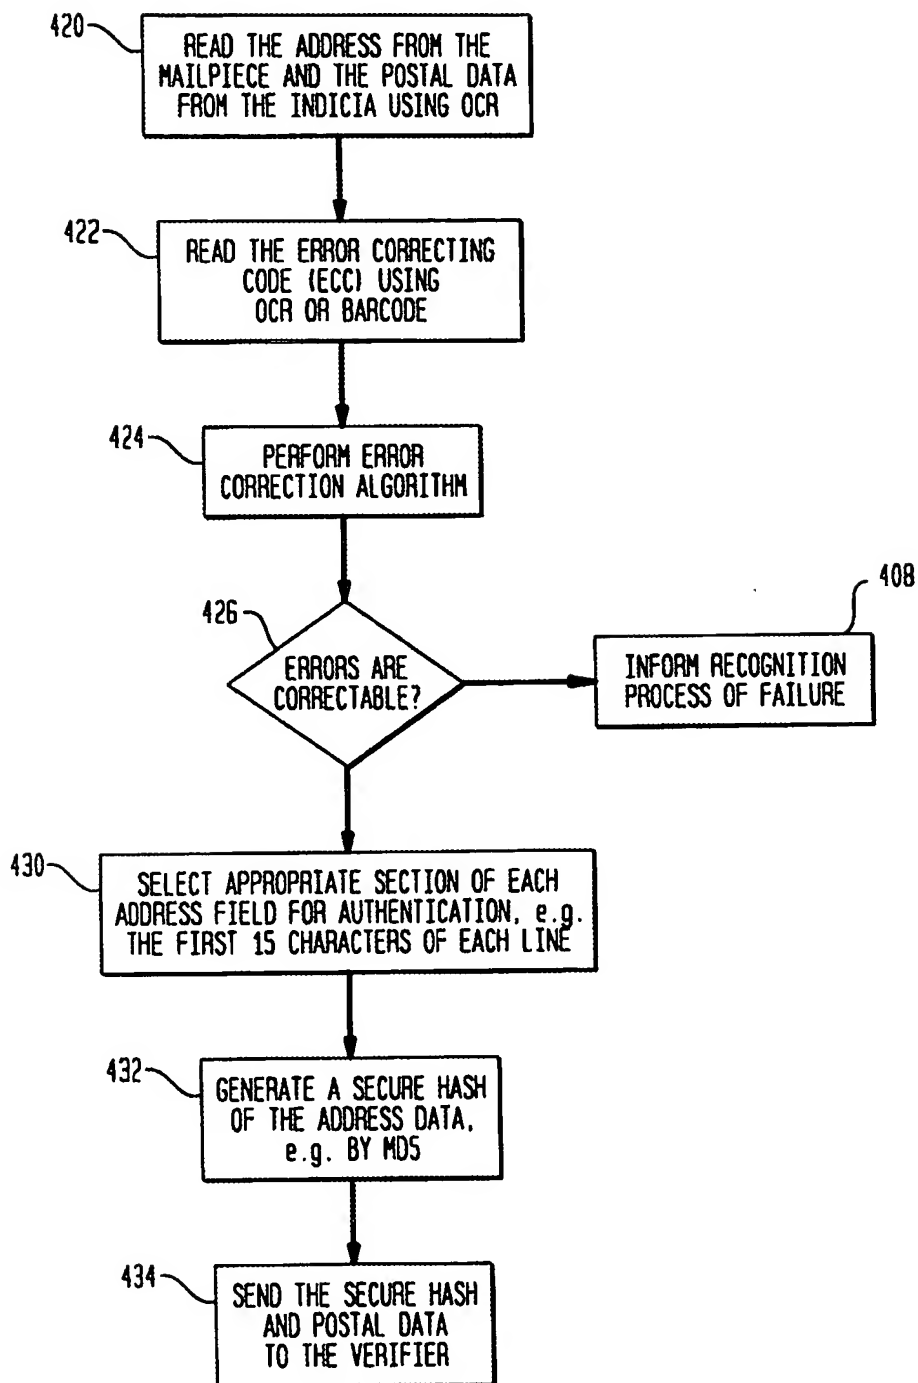 420
READ THE ADDRESS FROM THE
MAILPIECE AND THE POSTAL DATA
FROM THE INDICIA USING OCR
422
READ THE ERROR CORRECTING
CODE (ECC) USING
OCR OR BARCODE
424
PERFORM ERROR
CORRECTION ALGORITHM
426
ERRORS ARE
CORRECTABLE?
408
INFORM RECOGNITION
PROCESS OF FAILURE
430
SELECT APPROPRIATE SECTION OF EACH
ADDRESS FIELD FOR AUTHENTICATION, e.g.
THE FIRST 15 CHARACTERS OF EACH LINE
432
GENERATE A SECURE HASH
OF THE ADDRESS DATA,
e.g. BY MD5
434
SEND THE SECURE HASH
AND POSTAL DATA
TO THE VERIFIER